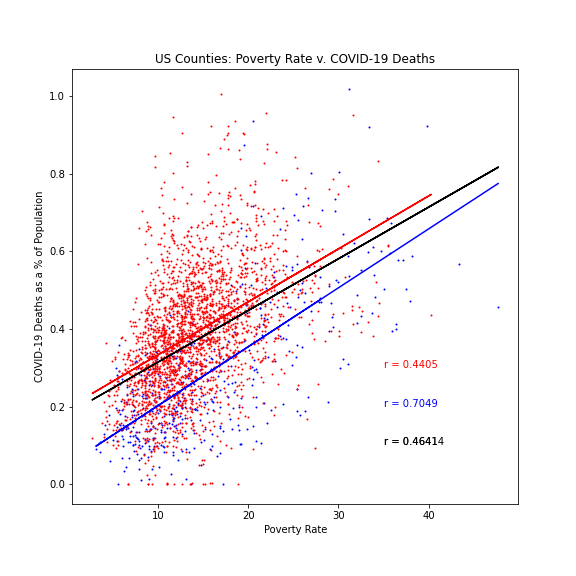 US Counties: Poverty Rate v. COVID-19 Deaths
1.0
0.8
0.6
0.4
0.2
0.0
COVID-19 Deaths as a % of Population
r = 0.4405
r = 0.7049
r = 0.46414
10
20
30
40
Poverty Rate